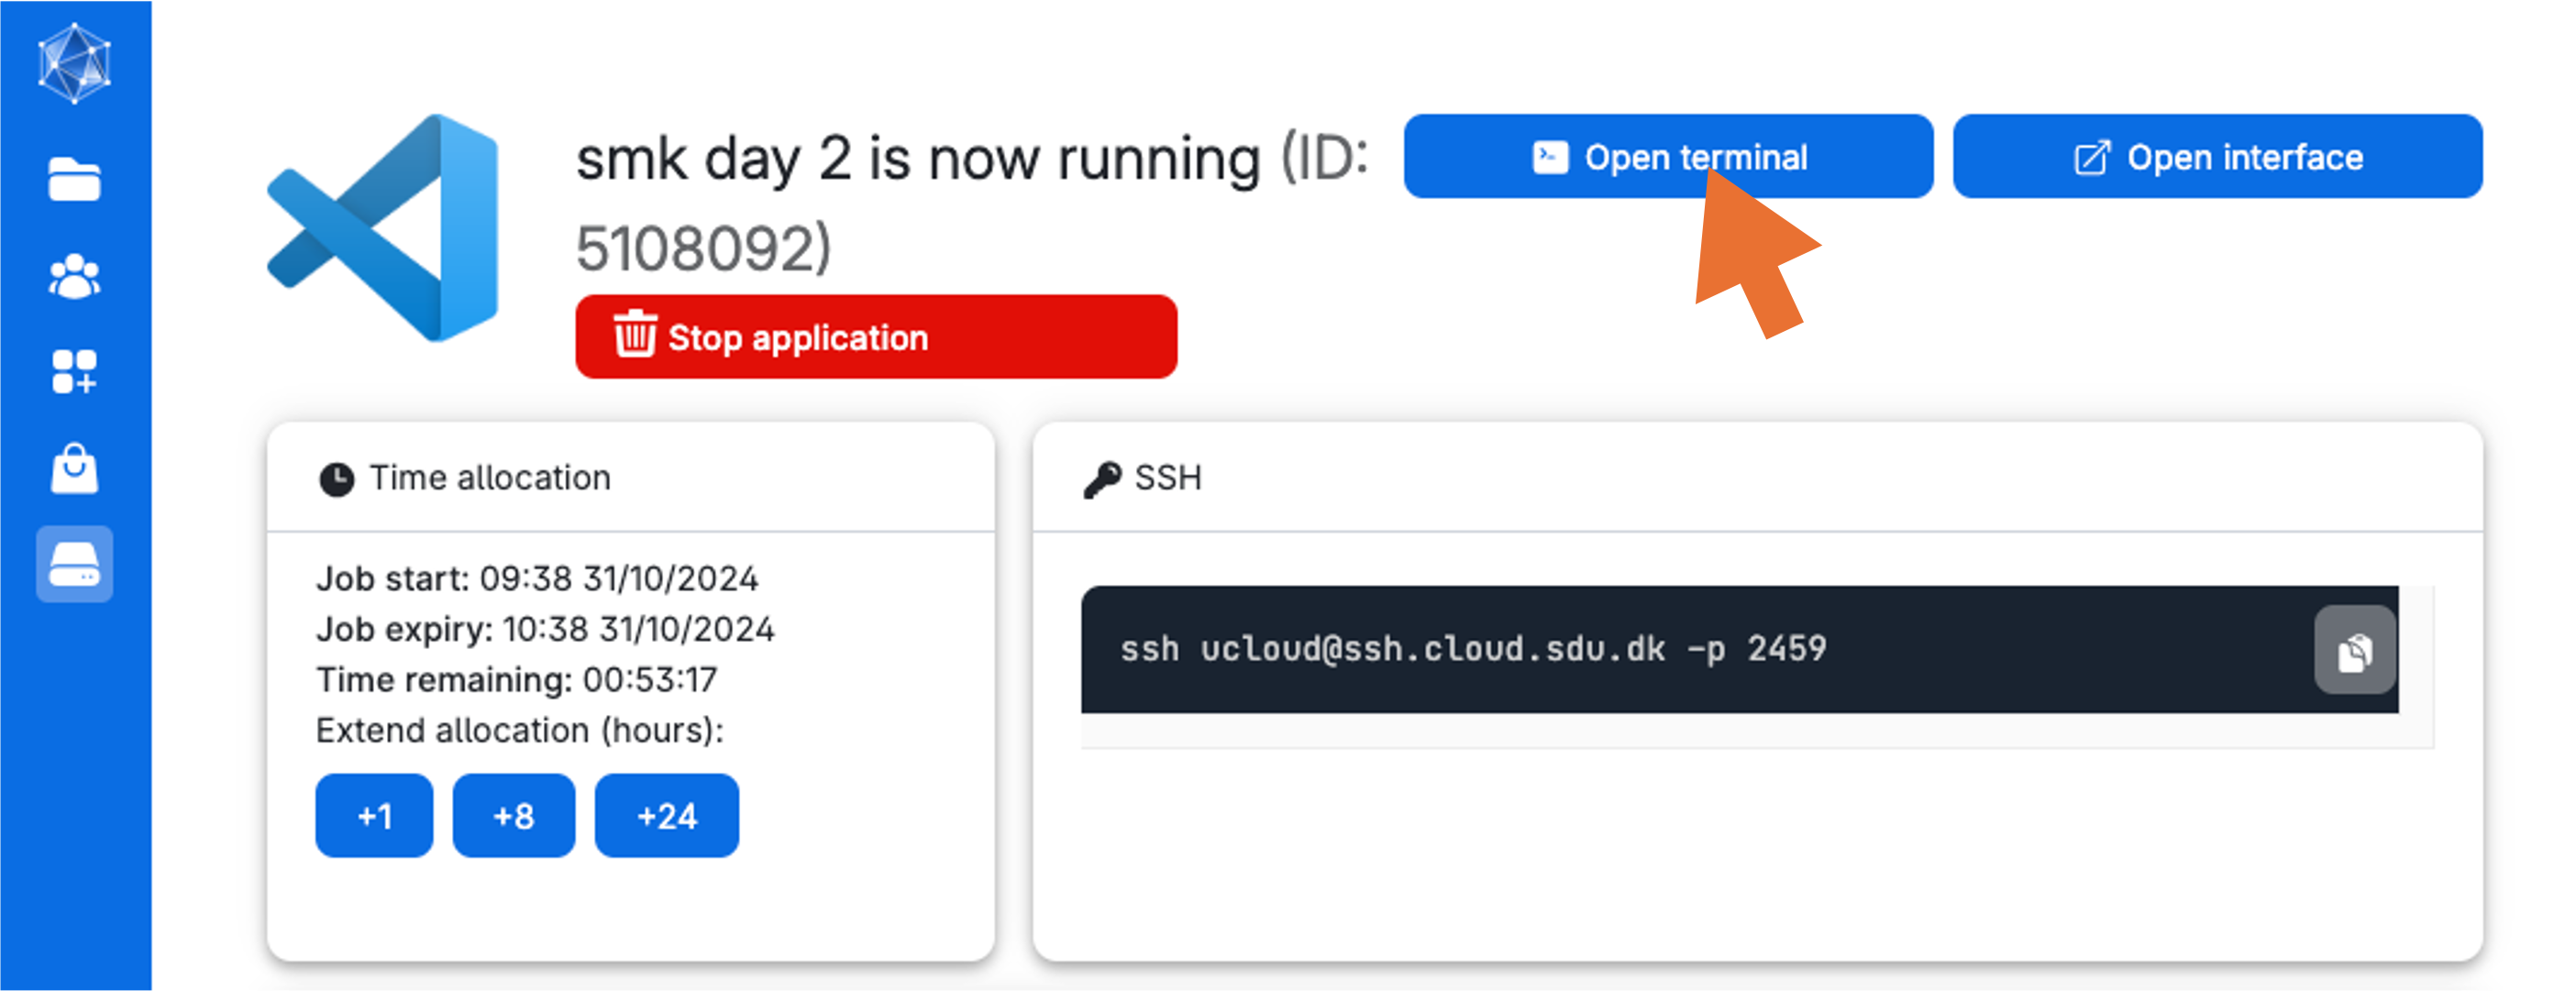 smk day 2 is now running (ID:
5108092)
Open terminal
Open interface
Stop application
Time allocation
Job start: 09:38 31/10/2024
Job expiry: 10:38 31/10/2024
Time remaining: 00:53:17
Extend allocation (hours):
+1 +8 +24
SSH
ssh ucloud@ssh.cloud.sdu.dk -p 2459